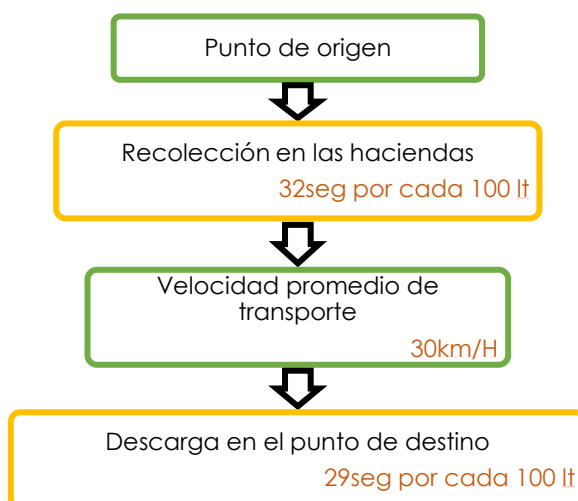 Punto de origen
Recolección en las haciendas
32seg por cada 100 lt
Velocidad promedio de
transporte
30km/H
Descarga en el punto de destino
29seg por cada 100 lt